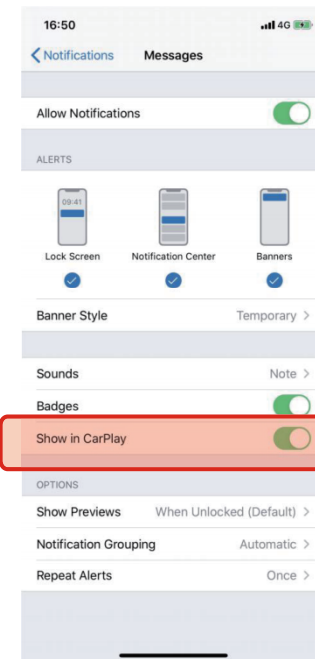 16:50 4G
Notifications Messages
Allow Notifications
ALERTS
09:41
Lock Screen Notification Center Banners
Banner Style Temporary
Sounds Note
Badges
Show in CarPlay
OPTIONS
Show Previews When Unlocked (Default)
Notification Grouping Automatic
Repeat Alerts Once